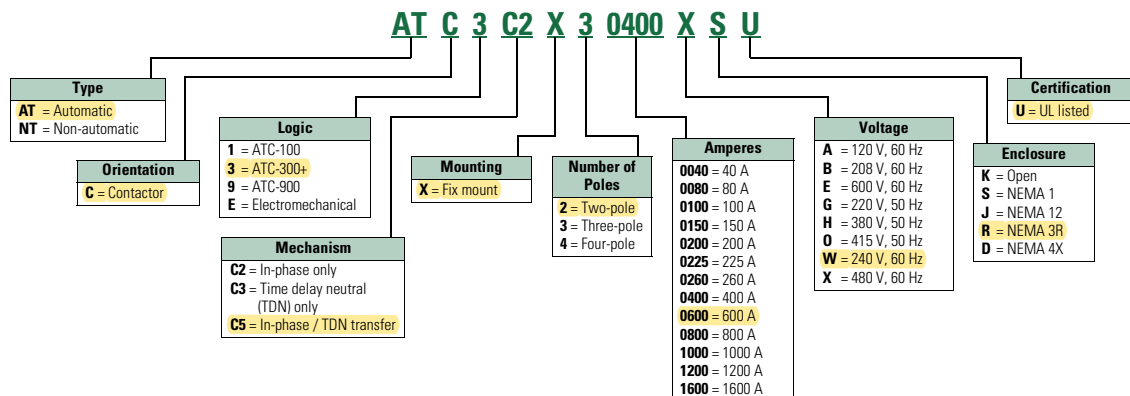 AT C 3 C2 X 3 0400 X S U
Type
AT = Automatic
NT = Non-automatic
Orientation
C = Contactor
Logic
1 = ATC-100
3 = ATC-300+
9 = ATC-900
E = Electromechanical
Mechanism
C2 = In-phase only
C3 = Time delay neutral
(TDN) only
C5 = In-phase / TDN transfer
Mounting
X = Fix mount
Number of
Poles
2 = Two-pole
3 = Three-pole
4 = Four-pole
Amperes
0040 = 40 A
0080 = 80 A
0100 = 100 A
0150 = 150 A
0200 = 200 A
0225 = 225 A
0260 = 260 A
0400 = 400 A
0600 = 600 A
0800 = 800 A
1000 = 1000 A
1200 = 1200 A
1600 = 1600 A
Voltage
A = 120 V, 60 Hz
B = 208 V, 60 Hz
E = 600 V, 60 Hz
G = 220 V, 50 Hz
H = 380 V, 50 Hz
O = 415 V, 50 Hz
W = 240 V, 60 Hz
X = 480 V, 60 Hz
Enclosure
K = Open
S = NEMA 1
J = NEMA 12
R = NEMA 3R
D = NEMA 4X
Certification
U = UL listed